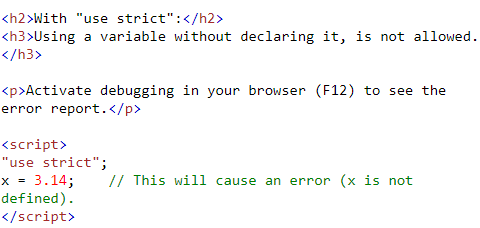 <h2>With "use strict":</h2>
<h3>Using a variable without declaring it, is not allowed.
</h3>
<p>Activate debugging in your browser (F12) to see the
error report.</p>
<script>
"use strict";
x = 3.14;    // This will cause an error (x is not
defined).
</script>